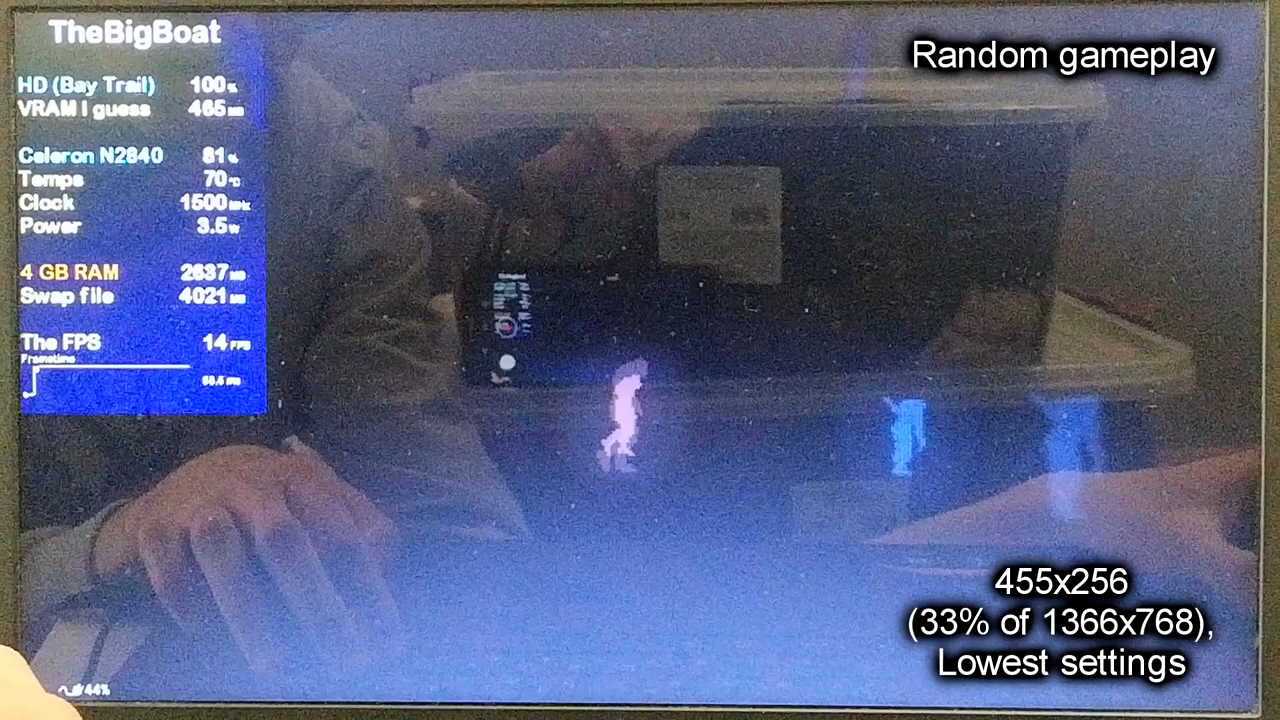 TheBigBoat
Random gameplay
HD (Bay Trail) 100%
VRAM I guess 465 MB
Celeron N2840 81%
Temps 70°C
Clock 1500 MHz
Power 3.5 W
4 GB RAM 2637 MB
Swap file 4021 MB
The FPS 14 FPS
Frametime
455x256
(33% of 1366x768),
Lowest settings
44%